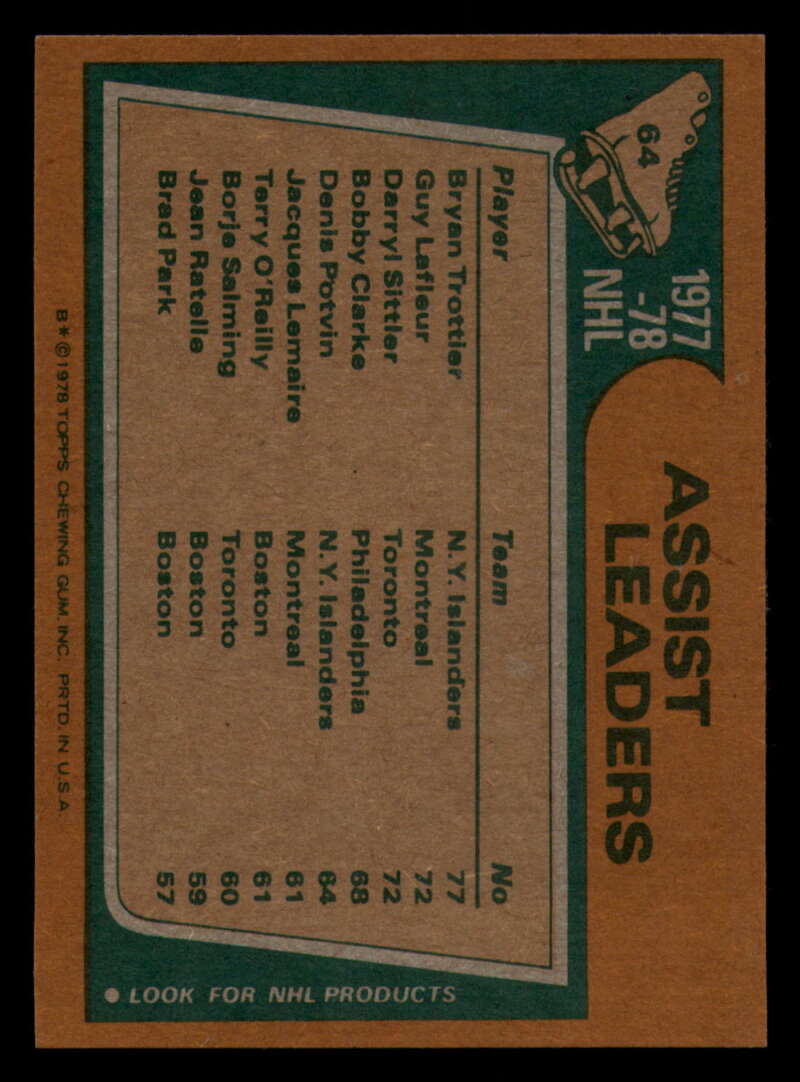 64
1977
-78
NHL
ASSIST
LEADERS
Player Team No
Bryan Trottier N.Y. Islanders 77
Guy Lafleur Montreal 72
Darryl Sittler Toronto 72
Bobby Clarke Philadelphia 68
Denis Potvin N.Y. Islanders 64
Jacques Lemaire Montreal 61
Terry O'Reilly Boston 61
Borje Salming Toronto 60
Jean Ratelle Boston 59
Brad Park Boston 57
● LOOK FOR NHL PRODUCTS
B*©1978 TOPPS CHEWING GUM, INC. PRTD. IN U.S.A